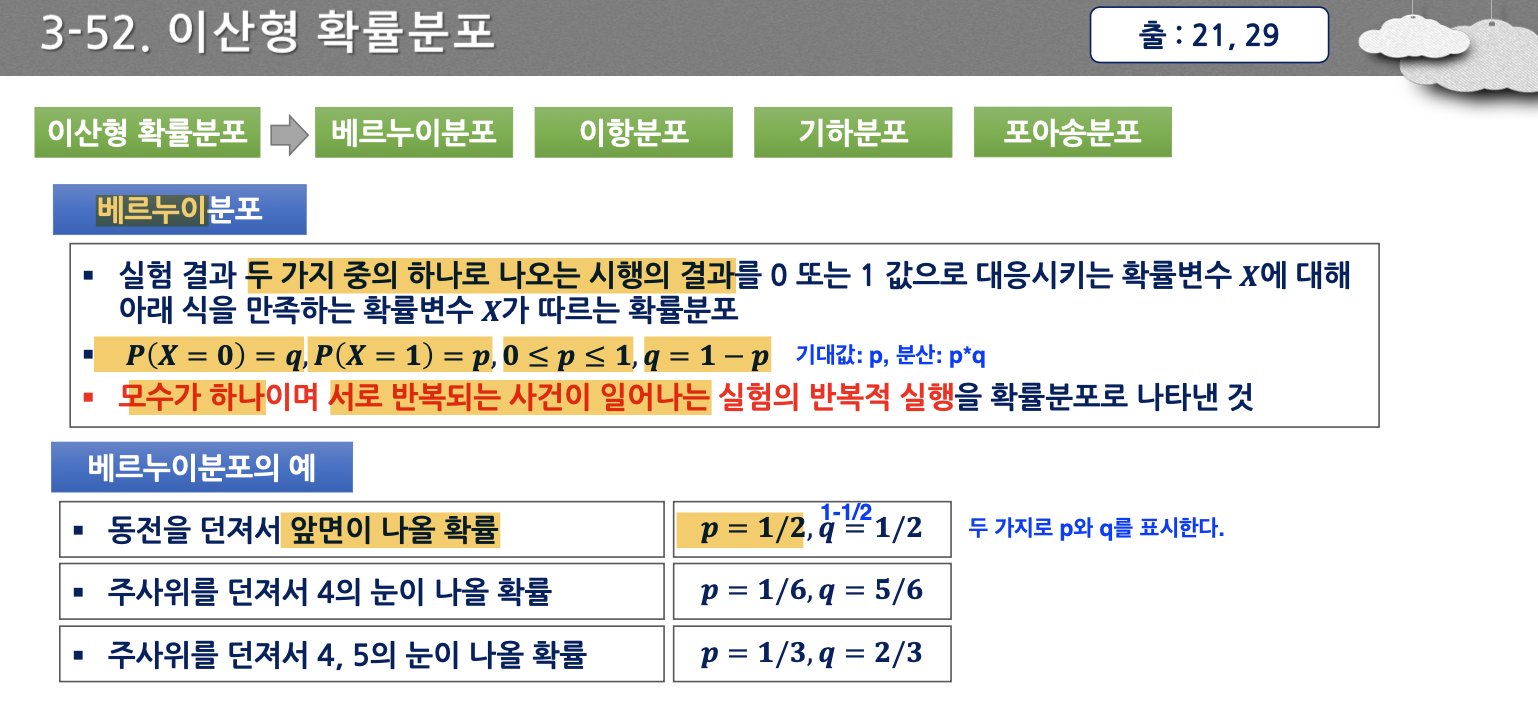 3-52. 이산형 확률분포
출 : 21, 29
이산형 확률분포 베르누이분포 이항분포 기하분포 포아송분포
베르누이분포
▪ 실험 결과 두 가지 중의 하나로 나오는 시행의 결과를 0 또는 1 값으로 대응시키는 확률변수 X에 대해
아래 식을 만족하는 확률변수 X가 따르는 확률분포
▪ P(X = 0) = q, P(X = 1) = p, 0 ≤ p ≤ 1, q = 1 − p 기대값: p, 분산: p*q
▪ 모수가 하나이며 서로 반복되는 사건이 일어나는 실험의 반복적 실행을 확률분포로 나타낸 것
베르누이분포의 예
1-1/2
▪ 동전을 던져서 앞면이 나올 확률 p = 1/2, q = 1/2 두 가지로 p와 q를 표시한다.
▪ 주사위를 던져서 4의 눈이 나올 확률 p = 1/6, q = 5/6
▪ 주사위를 던져서 4, 5의 눈이 나올 확률 p = 1/3, q = 2/3